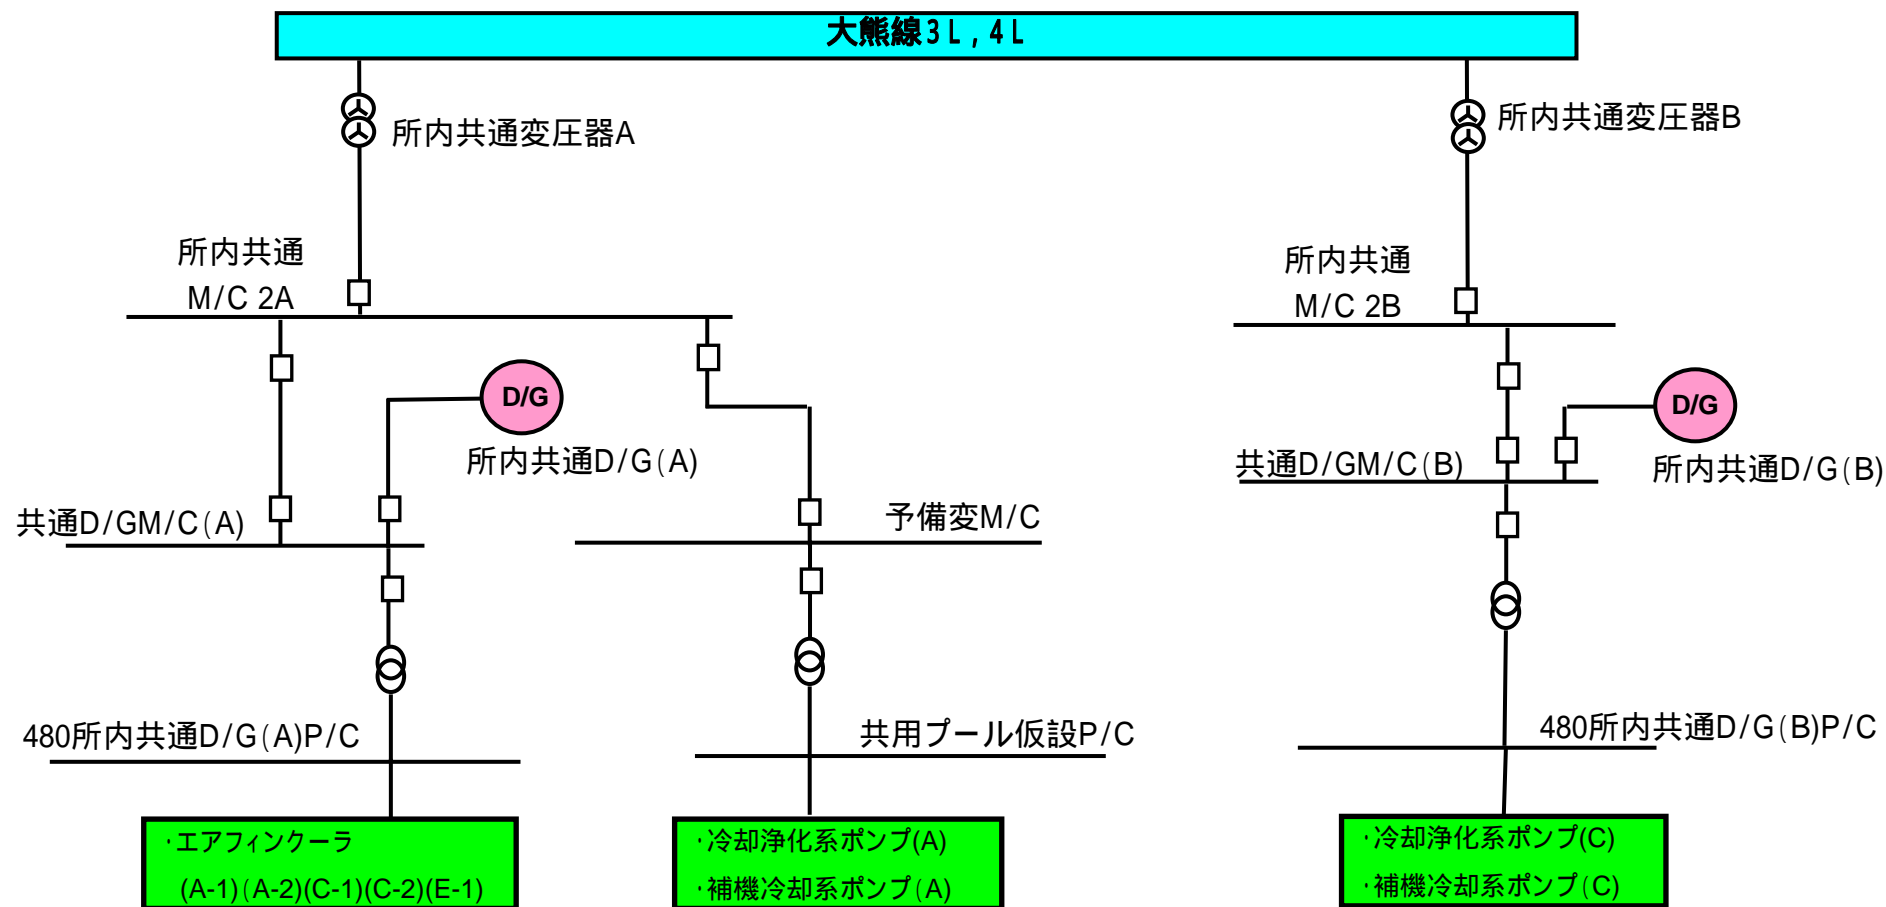 大熊線3L,4L
所内共通変圧器A
所内共通変圧器B
所内共通
M/C 2A
所内共通
M/C 2B
D/G
所内共通D/G(A)
D/G
所内共通D/G(B)
共通D/GM/C(A)
予備変M/C
共通D/GM/C(B)
480所内共通D/G(A)P/C
共用プール仮設P/C
480所内共通D/G(B)P/C
・エアフィンクーラ
(A-1)(A-2)(C-1)(C-2)(E-1)
・冷却浄化系ポンプ(A)
・補機冷却系ポンプ(A)
・冷却浄化系ポンプ(C)
・補機冷却系ポンプ(C)